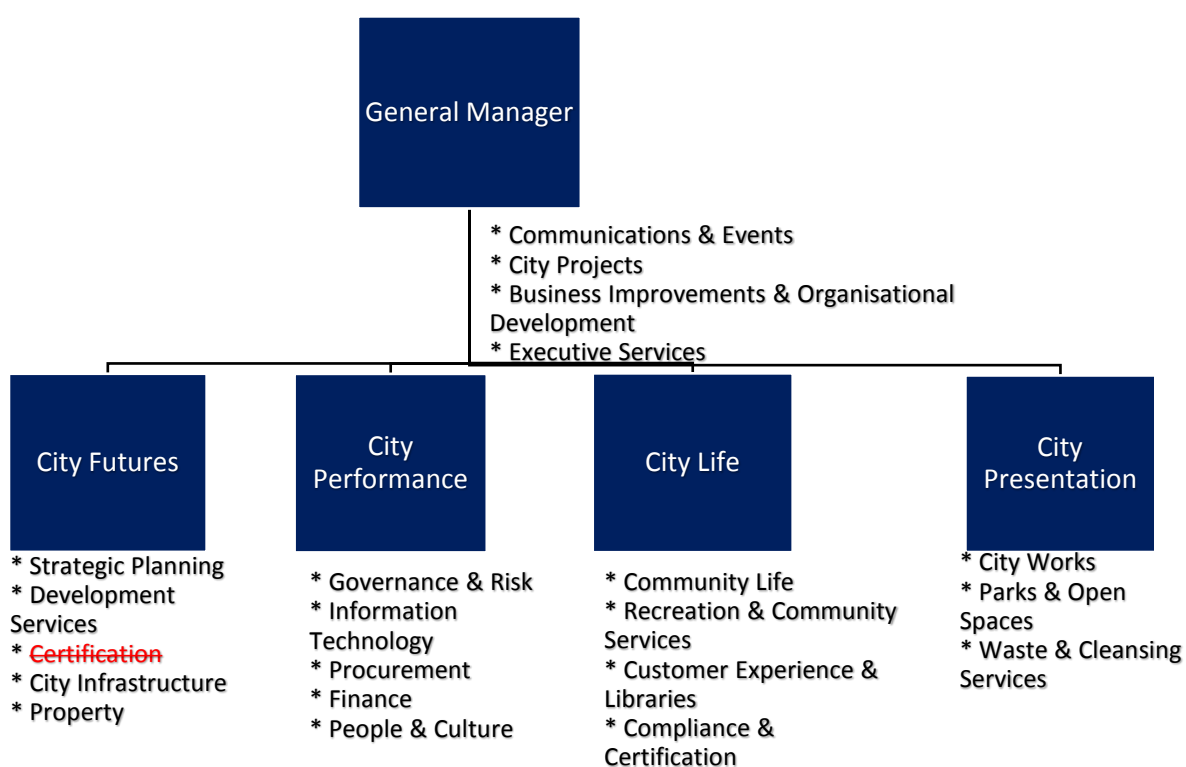 General Manager
* Communications & Events
* City Projects
* Business Improvements & Organisational
Development
* Executive Services
City Futures
* Strategic Planning
* Development
Services
* Certification
* City Infrastructure
* Property
City
Performance
* Governance & Risk
* Information
Technology
* Procurement
* Finance
* People & Culture
City Life
* Community Life
* Recreation & Community
Services
* Customer Experience &
Libraries
* Compliance &
Certification
City
Presentation
* City Works
* Parks & Open
Spaces
* Waste & Cleansing
Services